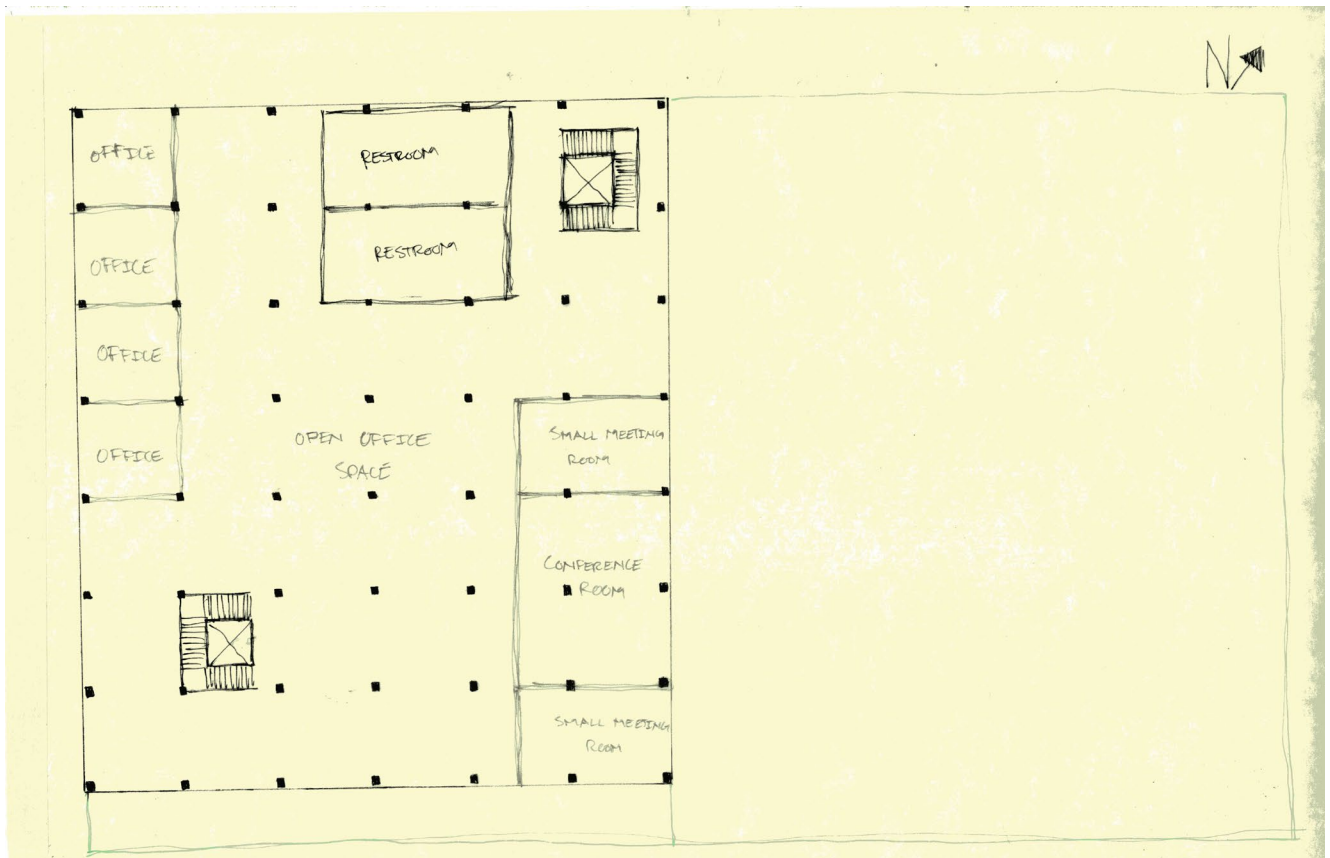 N
OFFICE
RESTROOM
RESTROOM
OFFICE
OFFICE
OFFICE
OPEN OFFICE
SPACE
SMALL MEETING
ROOM
CONFERENCE
ROOM
SMALL MEETING
ROOM